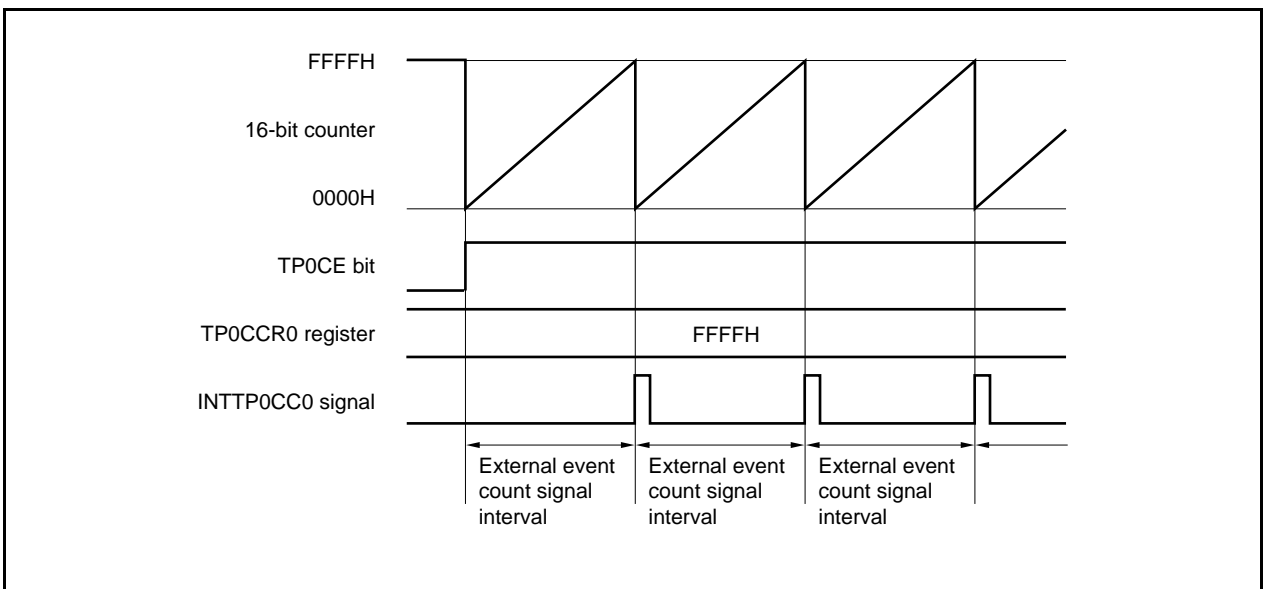 FFFFH
16-bit counter
0000H
TP0CE bit
TP0CCR0 register
FFFFH
INTTP0CC0 signal
External event
count signal
interval
External event
count signal
interval
External event
count signal
interval